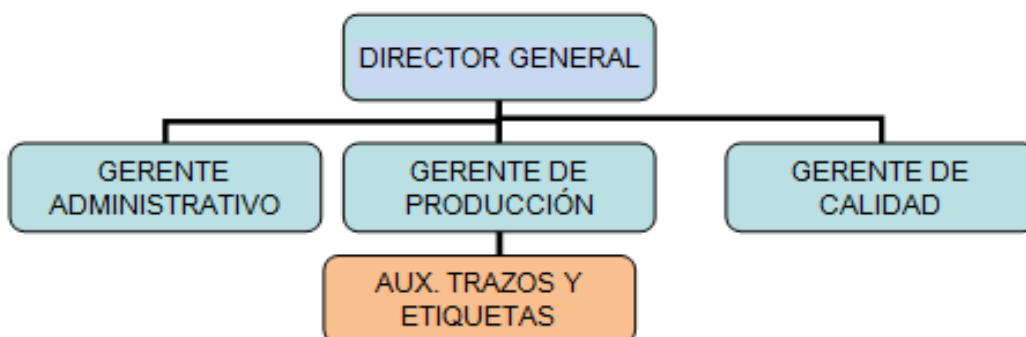 DIRECTOR GENERAL
GERENTE
ADMINISTRATIVO
GERENTE DE
PRODUCCIÓN
GERENTE DE
CALIDAD
AUX. TRAZOS Y
ETIQUETAS